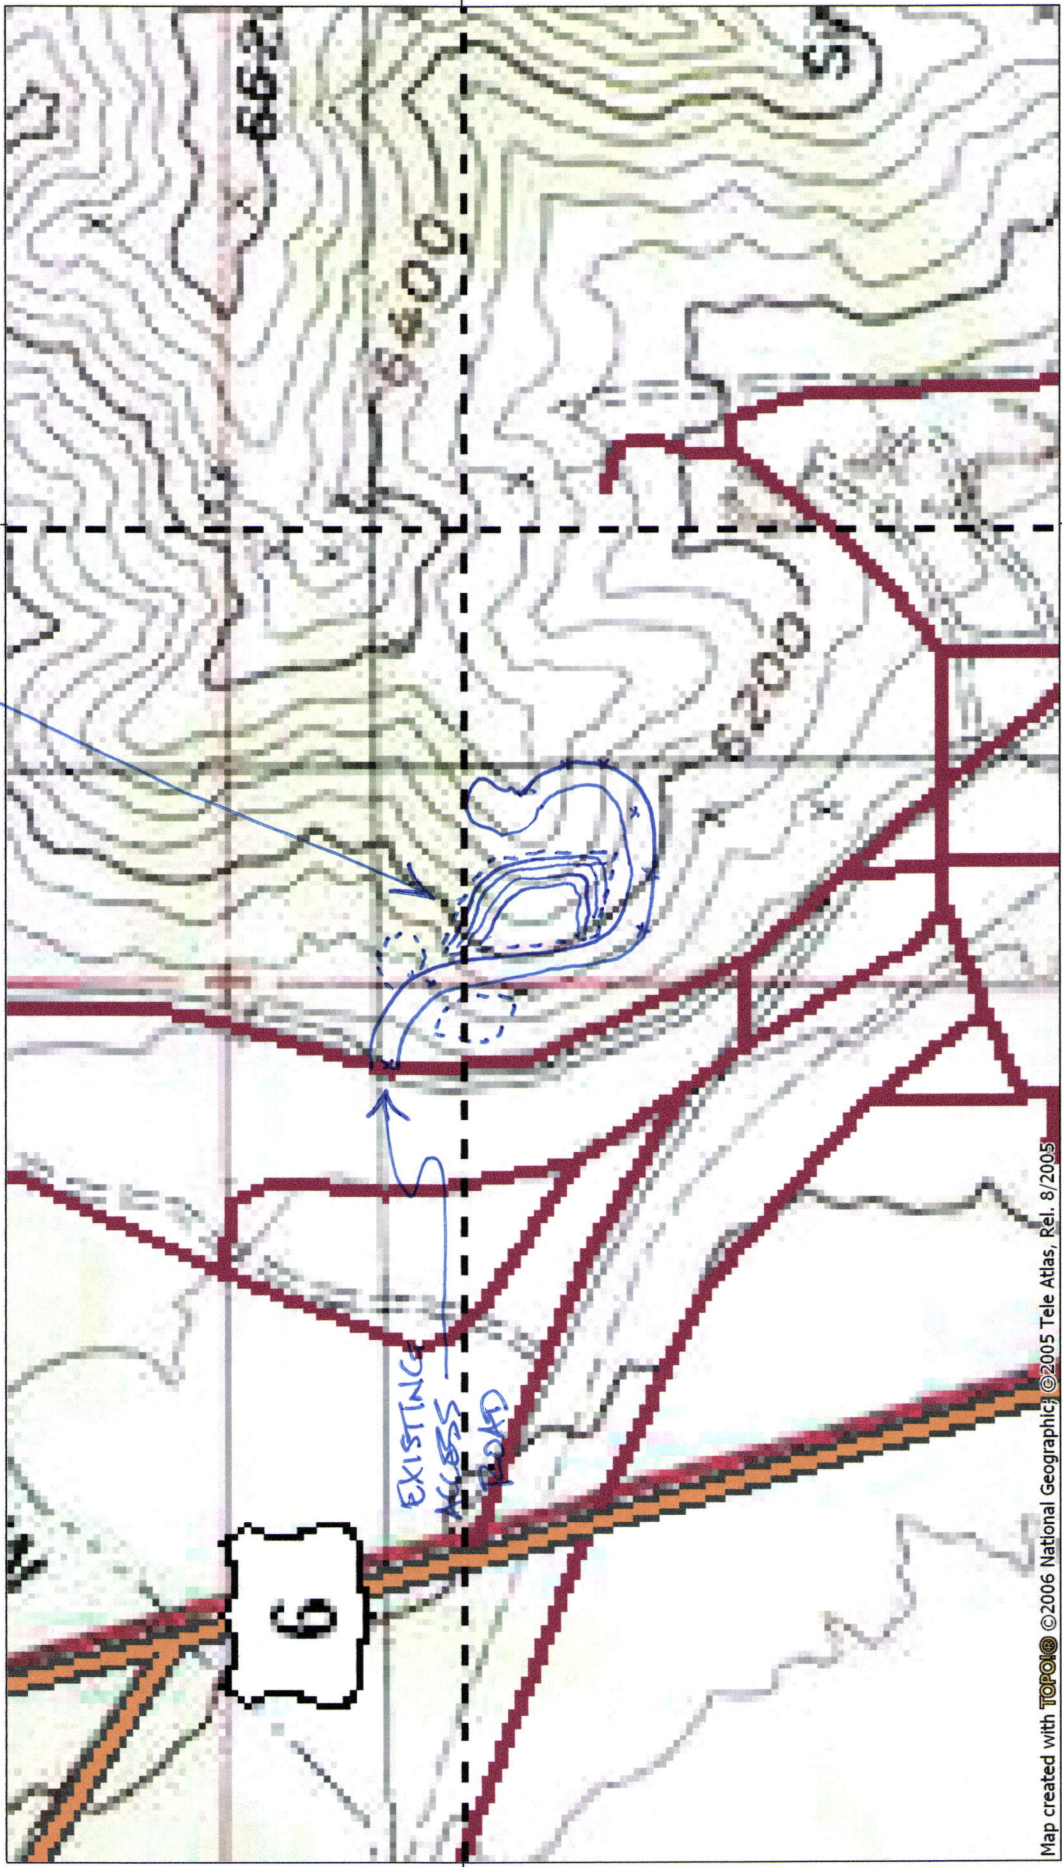 6400
6200
EXISTING
ACCESS
ROAD
6
Map created with TOPO!® ©2006 National Geographic; ©2005 Tele Atlas, Rel. 8/2005